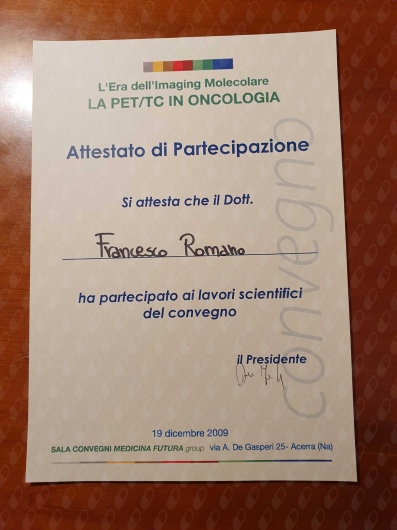 L'Era dell'Imaging Molecolare
LA PET/TC IN ONCOLOGIA
Attestato di Partecipazione
Si attesta che il Dott.
Francesco Romano
ha partecipato ai lavori scientifici
del convegno
il Presidente
convegno
19 dicembre 2009
SALA CONVEGNI MEDICINA FUTURA group via A. De Gasperi 25- Acerra (Na)